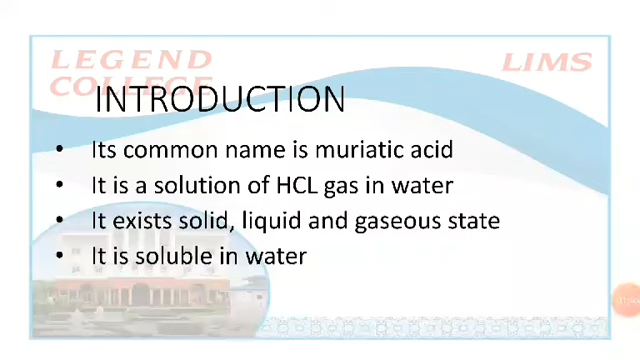 LEGEND
COLLEGE
LIMS
INTRODUCTION
• Its common name is muriatic acid
• It is a solution of HCL gas in water
• It exists solid, liquid and gaseous state
• It is soluble in water